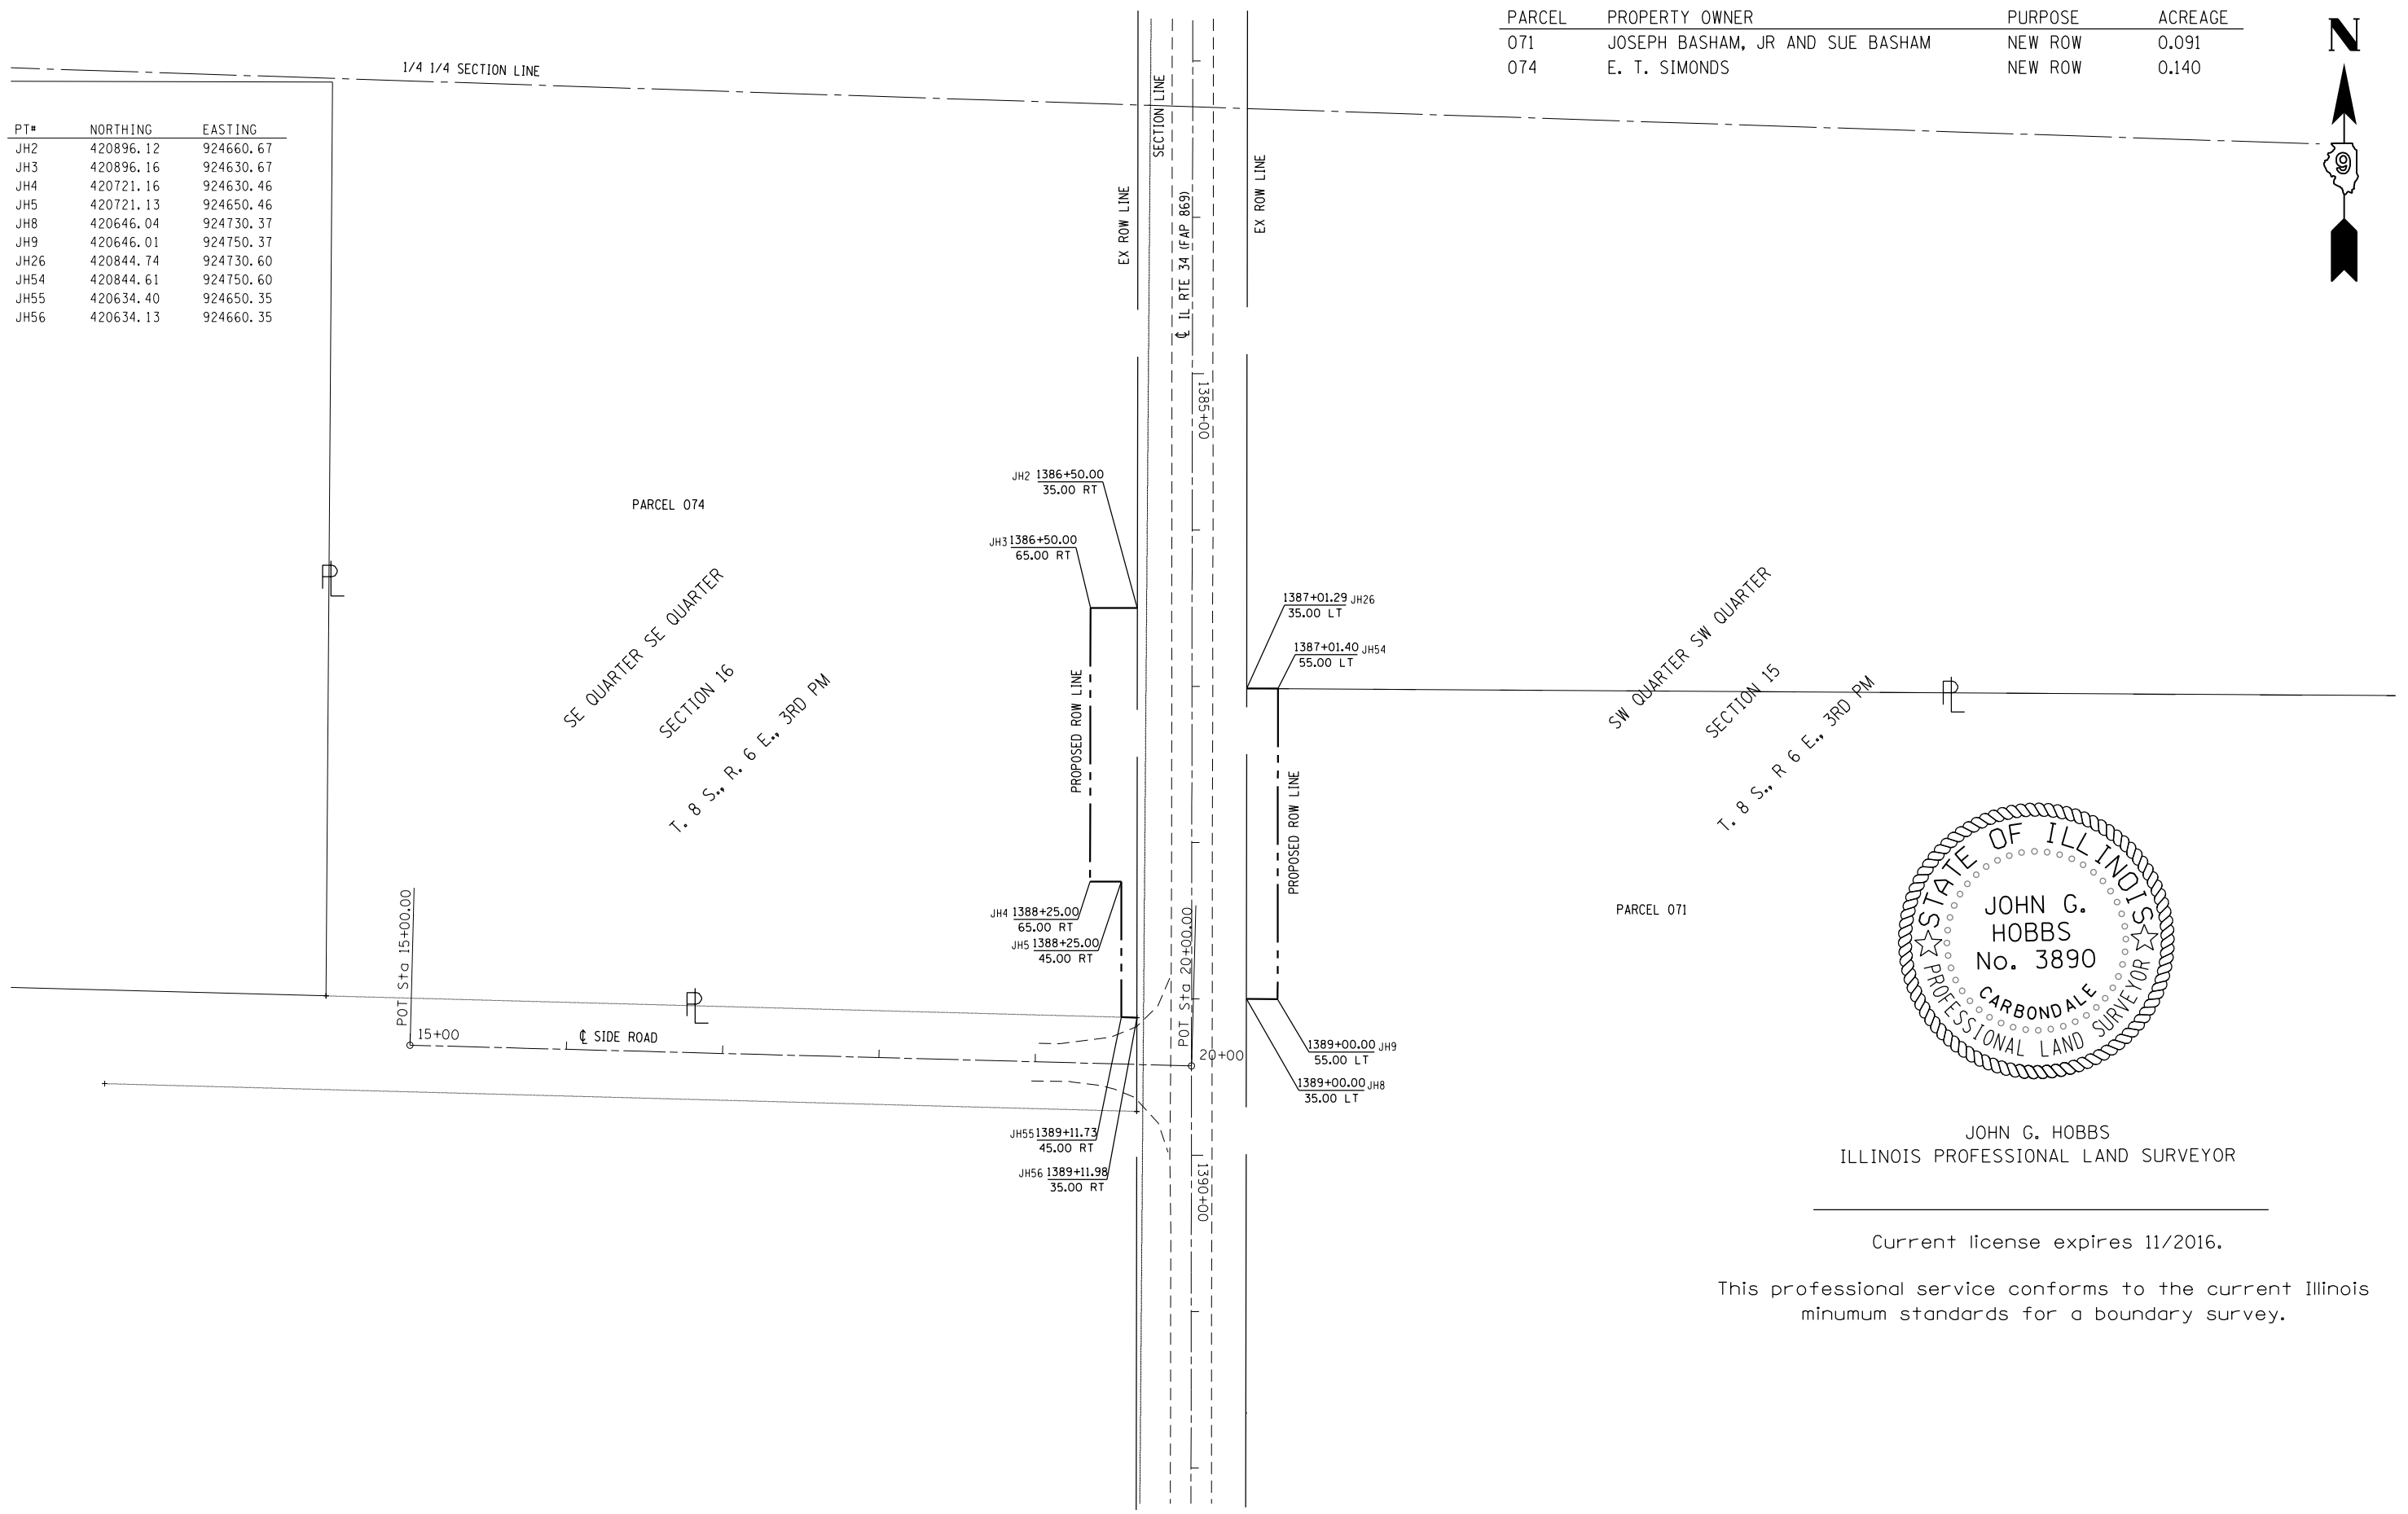 PARCEL PROPERTY OWNER PURPOSE ACREAGE
071 JOSEPH BASHAM, JR AND SUE BASHAM NEW ROW 0.091
074 E. T. SIMONDS NEW ROW 0.140
N
9
1/4 1/4 SECTION LINE
PT# NORTHING EASTING
JH2 420896.12 924660.67
JH3 420896.16 924630.67
JH4 420721.16 924630.46
JH5 420721.13 924650.46
JH8 420646.04 924730.37
JH9 420646.01 924750.37
JH26 420844.74 924730.60
JH54 420844.61 924750.60
JH55 420634.40 924650.35
JH56 420634.13 924660.35
SECTION LINE
EX ROW LINE
EX ROW LINE
℄ IL RTE 34 (FAP 869)
1385+00
JH2 1386+50.00
35.00 RT
PARCEL 074
JH3 1386+50.00
65.00 RT
PL
SE QUARTER SE QUARTER
SECTION 16
T. 8 S., R. 6 E., 3RD PM
PROPOSED ROW LINE
1387+01.29 JH26
35.00 LT
1387+01.40 JH54
55.00 LT
SW QUARTER SW QUARTER
SECTION 15
T. 8 S., R 6 E., 3RD PM
PL
PROPOSED ROW LINE
PARCEL 071
JH4 1388+25.00
65.00 RT
JH5 1388+25.00
45.00 RT
POT Sta 15+00.00
15+00
℄ SIDE ROAD
PL
POT Sta 20+00.00
20+00
1389+00.00 JH9
55.00 LT
1389+00.00 JH8
35.00 LT
JH55 1389+11.73
45.00 RT
JH56 1389+11.98
35.00 RT
1390+00
STATE OF ILLINOIS
JOHN G.
HOBBS
No. 3890
CARBONDALE
PROFESSIONAL LAND SURVEYOR
JOHN G. HOBBS
ILLINOIS PROFESSIONAL LAND SURVEYOR
Current license expires 11/2016.
This professional service conforms to the current Illinois
minumum standards for a boundary survey.